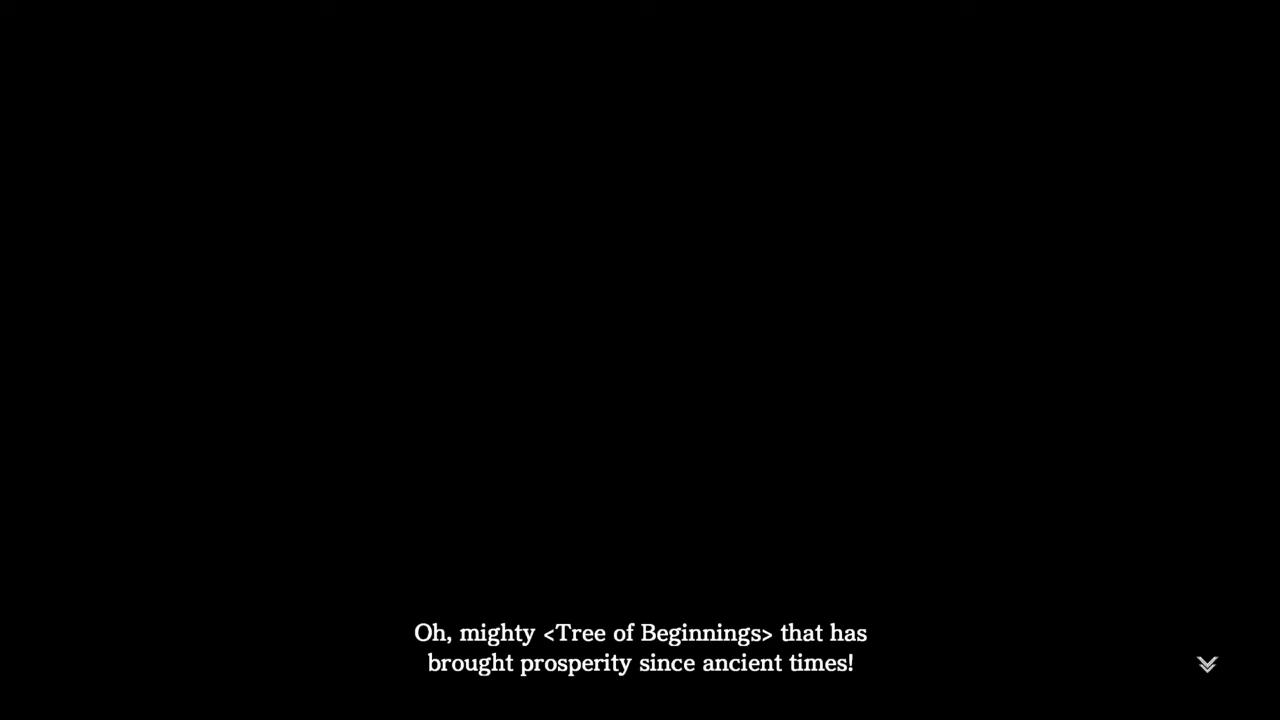 Oh, mighty <Tree of Beginnings> that has
brought prosperity since ancient times!